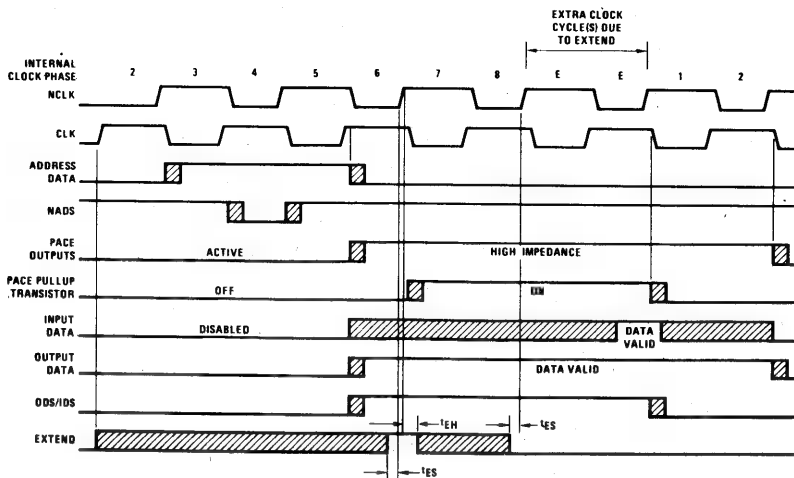 EXTRA CLOCK
CYCLE(S) DUE
TO EXTEND
INTERNAL
CLOCK PHASE
2 3 4 5 6 7 8 E E 1 2
NCLK
CLK
ADDRESS
DATA
NADS
PACE
OUTPUTS
ACTIVE
HIGH IMPEDANCE
PACE PULLUP
TRANSISTOR
OFF
INPUT
DATA
DISABLED
DATA
VALID
OUTPUT
DATA
DATA VALID
ODS/IDS
tEH
tES
EXTEND
tES